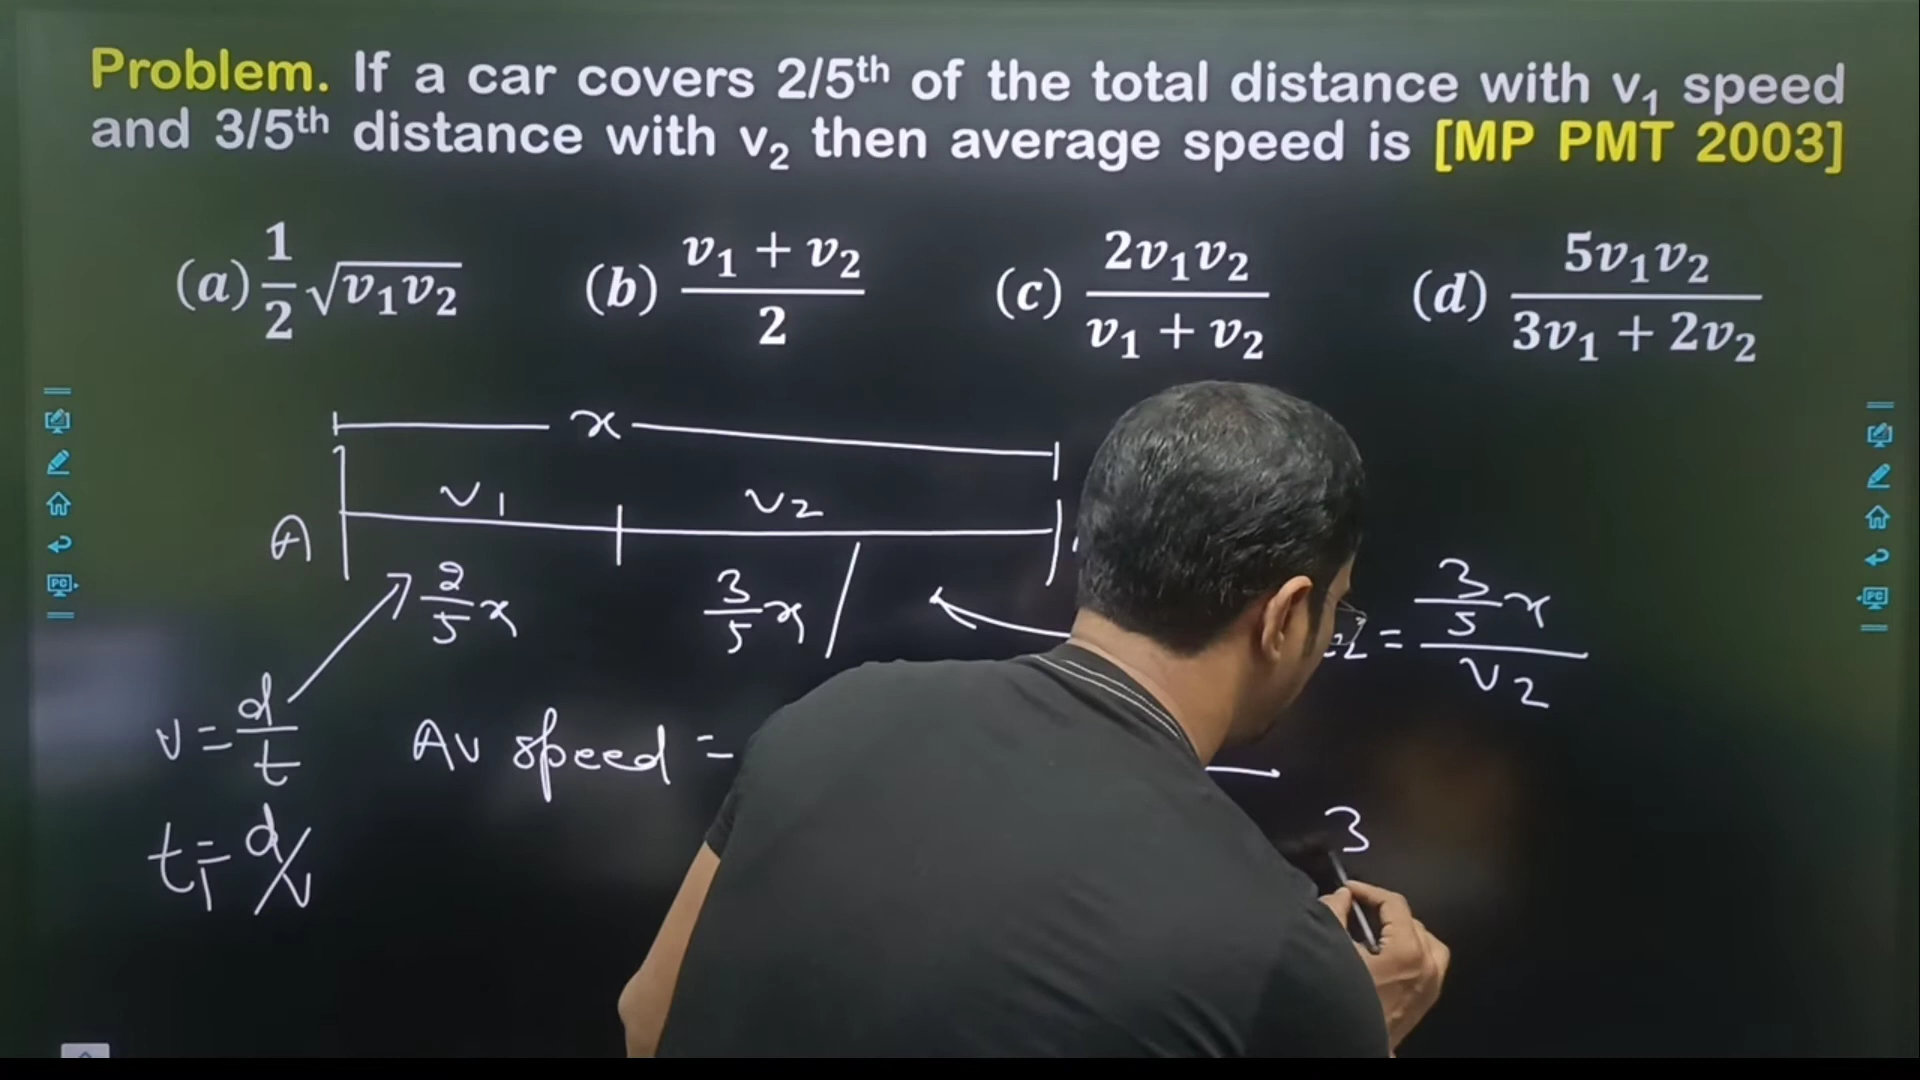 Problem. If a car covers 2/5th of the total distance with v1 speed
and 3/5th distance with v2 then average speed is [MP PMT 2003]
(a) 1/2 √v1v2 (b) v1 + v2 / 2 (c) 2v1v2 / v1 + v2 (d) 5v1v2 / 3v1 + 2v2
x
v1 v2
A
2/5 x 3/5 x
= 3/5 x / v2
v = d/t
Av speed =
t = d/v
3
PC
PC